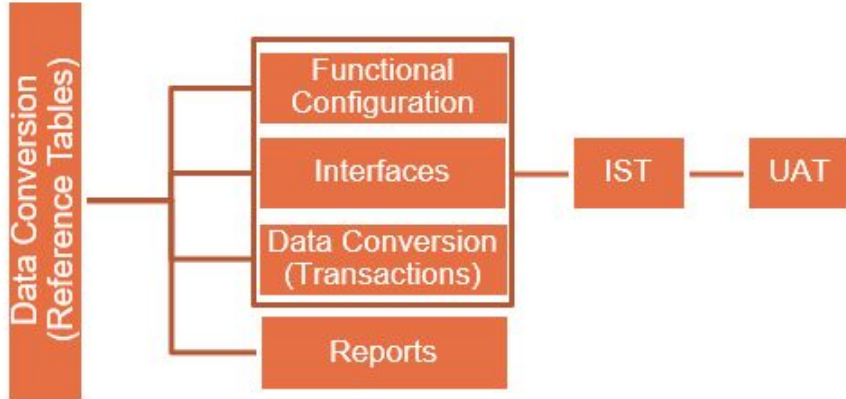 Data Conversion
(Reference Tables)
Functional
Configuration
Interfaces
Data Conversion
(Transactions)
Reports
IST
UAT